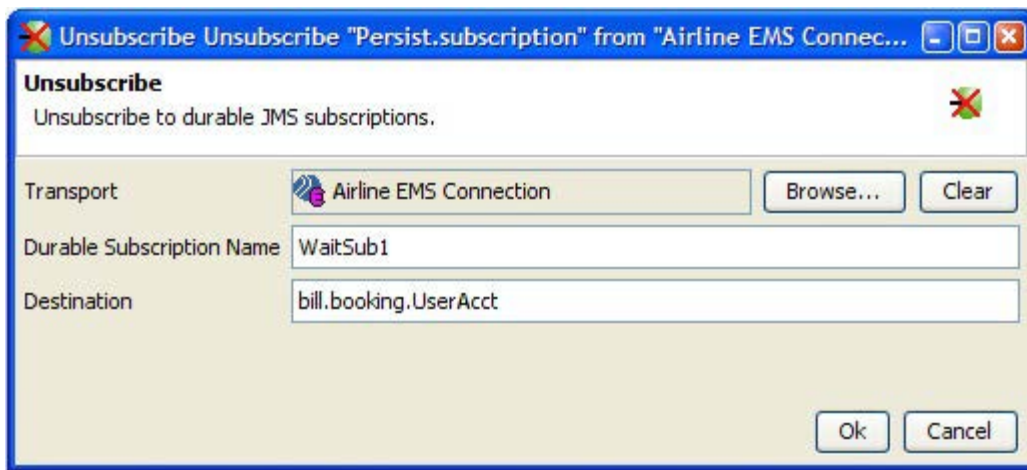 Unsubscribe Unsubscribe "Persist.subscription" from "Airline EMS Connec...
Unsubscribe
Unsubscribe to durable JMS subscriptions.
Transport Airline EMS Connection Browse... Clear
Durable Subscription Name WaitSub1
Destination bill.booking.UserAcct
Ok Cancel